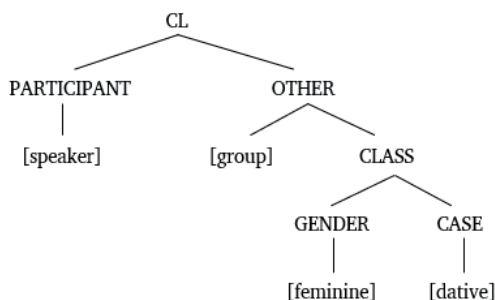 CL
PARTICIPANT OTHER
[speaker] [group] CLASS
GENDER CASE
[feminine] [dative]